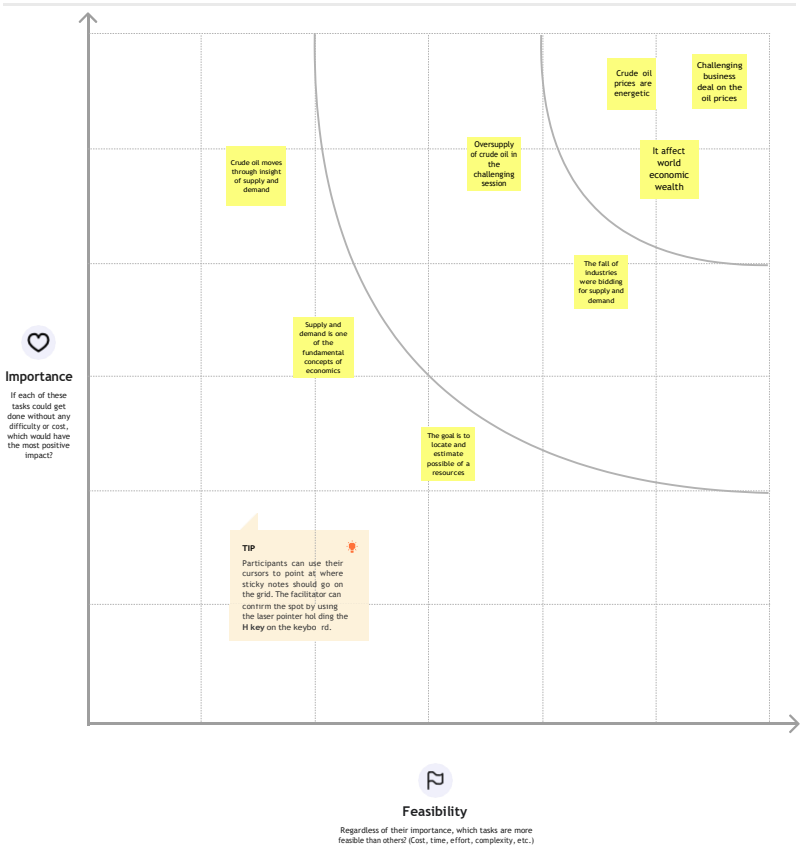 Crude oil
prices are
energetic
Challenging
business
deal on the
oil prices
Crude oil moves
through insight
of supply and
demand
Oversupply
of crude oil in
the
challenging
session
It affect
world
economic
wealth
The fall of
industries
were bidding
for supply and
demand
Supply and
demand is one
of the
fundamental
concepts of
economics
Importance
If each of these
tasks could get
done without any
difficulty or cost,
which would have
the most positive
impact?
The goal is to
locate and
estimate
possible of a
resources
TIP
Participants can use their
cursors to point at where
sticky notes should go on
the grid. The facilitator can
confirm the spot by using
the laser pointer hol ding the
H key on the keybo rd.
Feasibility
Regardless of their importance, which tasks are more
feasible than others? (Cost, time, effort, complexity, etc.)